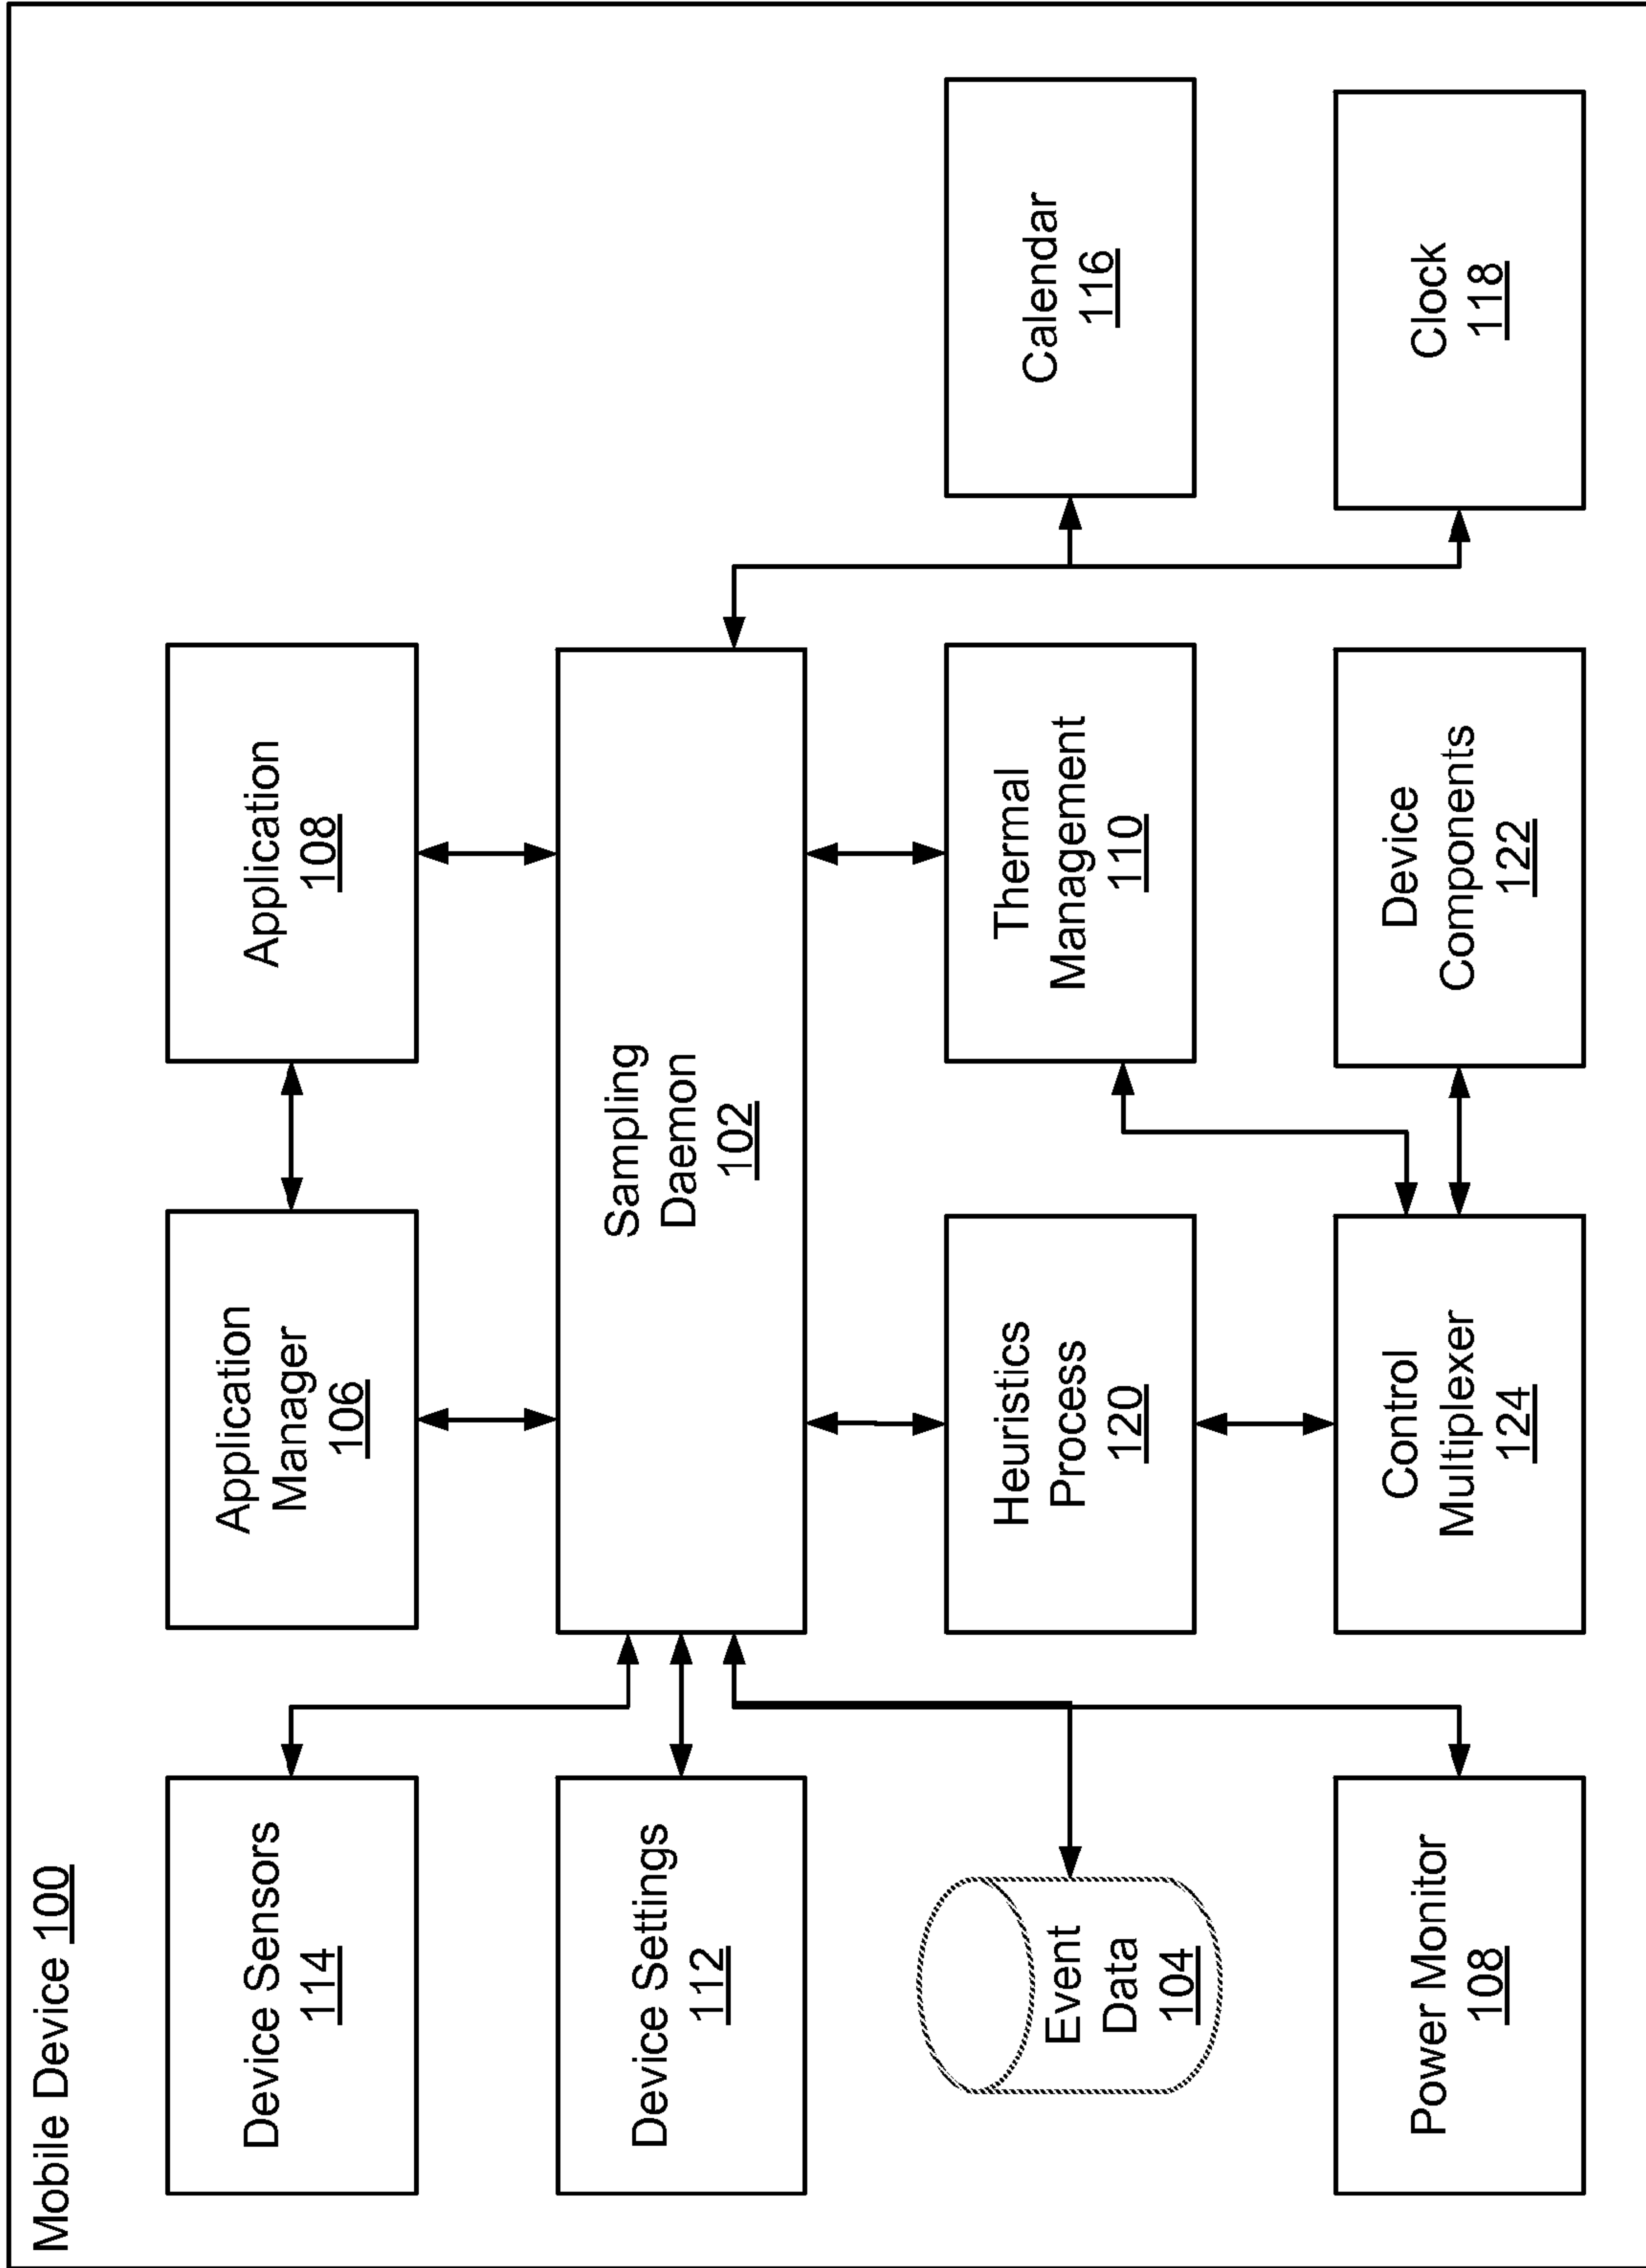 Mobile Device 100
Device Sensors
114
Application
Manager
106
Application
108
Device Settings
112
Sampling
Daemon
102
Event
Data
104
Heuristics
Process
120
Thermal
Management
110
Calendar
116
Power Monitor
108
Control
Multiplexer
124
Device
Components
122
Clock
118